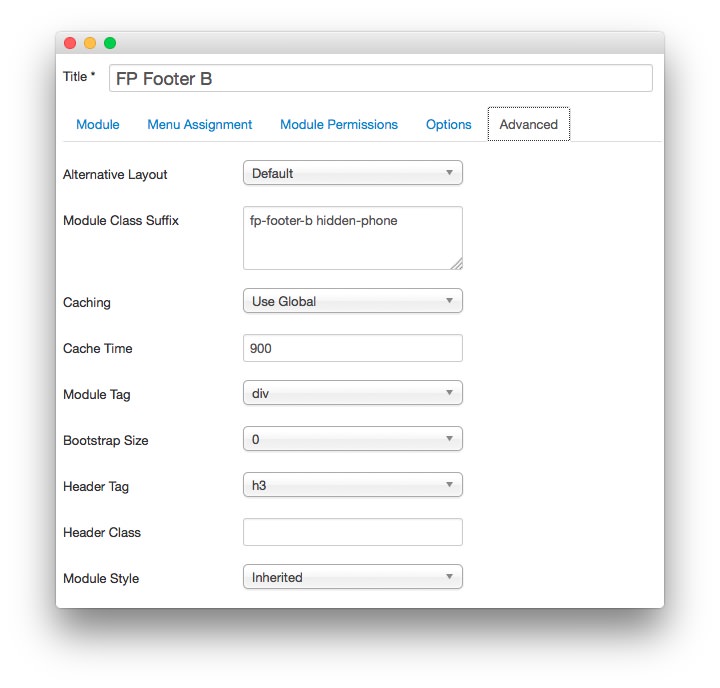 Title * FP Footer B
Module Menu Assignment Module Permissions Options Advanced
Alternative Layout Default
Module Class Suffix fp-footer-b hidden-phone
Caching Use Global
Cache Time 900
Module Tag div
Bootstrap Size 0
Header Tag h3
Header Class
Module Style Inherited